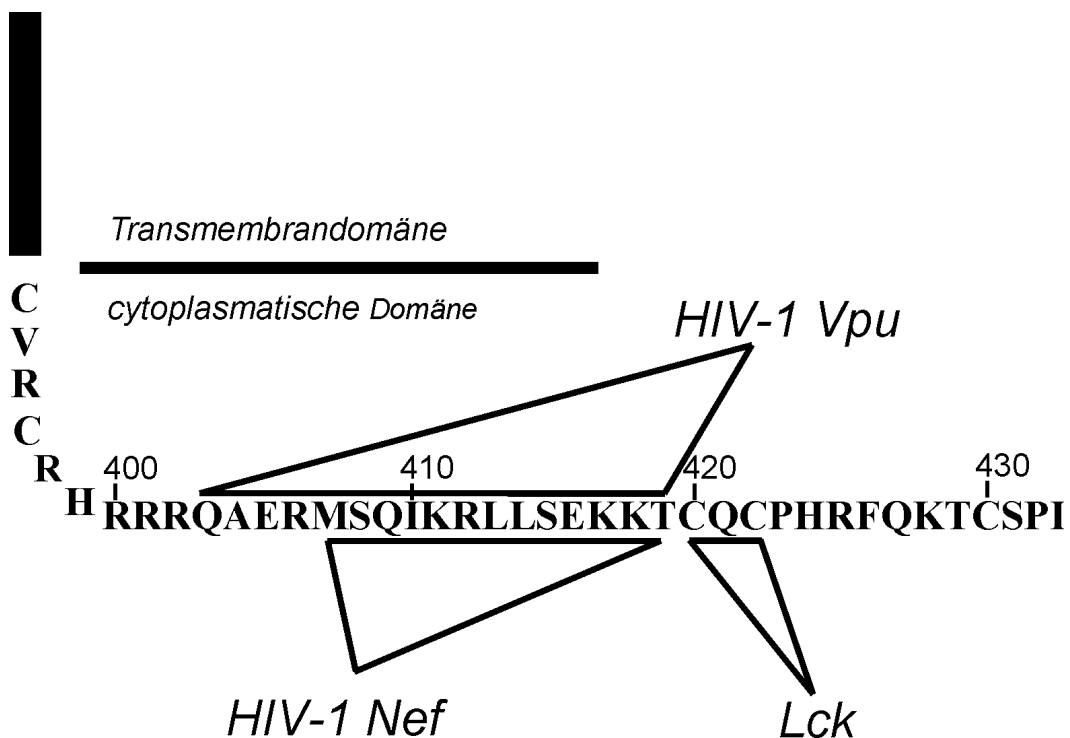 Transmembrandomäne
cytoplasmatische Domäne
HIV-1 Vpu
C
V
R
C
R
H
400 410 420 430
RRRQAERMSQIKRLLSEKKTCQCPHRFQKTCSPI
HIV-1 Nef
Lck